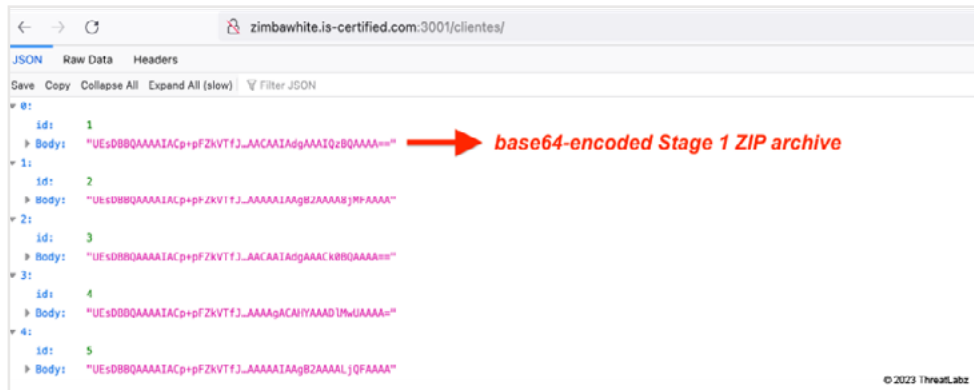 zimbawhite.is-certified.com:3001/clientes/
JSON Raw Data Headers
Save Copy Collapse All Expand All (slow) Filter JSON
0:
id: 1
Body: "UEsDBBQAAAAIACp+pFZkVTfJ…AACAAIAdgAAAIQzBQAAAA==" base64-encoded Stage 1 ZIP archive
1:
id: 2
Body: "UEsDBBQAAAAIACp+pFZkVTfJ…AAAAAIAAgB2AAAA8jMFAAAA"
2:
id: 3
Body: "UEsDBBQAAAAIACp+pFZkVTfJ…AACAAIAdgAAACk0BQAAAA=="
3:
id: 4
Body: "UEsDBBQAAAAIACp+pFZkVTfJ…AAAAgACAHYAAADlMwUAAAA="
4:
id: 5
Body: "UEsDBBQAAAAIACp+pFZkVTfJ…AAAAAIAAgB2AAAALjQFAAAA"
© 2023 ThreatLabz